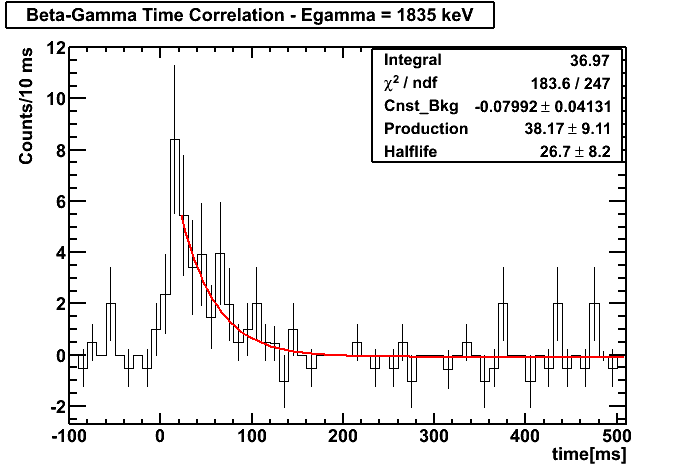 Beta-Gamma Time Correlation - Egamma = 1835 keV
Counts/10 ms
Integral 36.97
χ² / ndf 183.6 / 247
Cnst_Bkg -0.07992 ± 0.04131
Production 38.17 ± 9.11
Halflife 26.7 ± 8.2
12
10
8
6
4
2
0
-2
-100 0 100 200 300 400 500
time[ms]